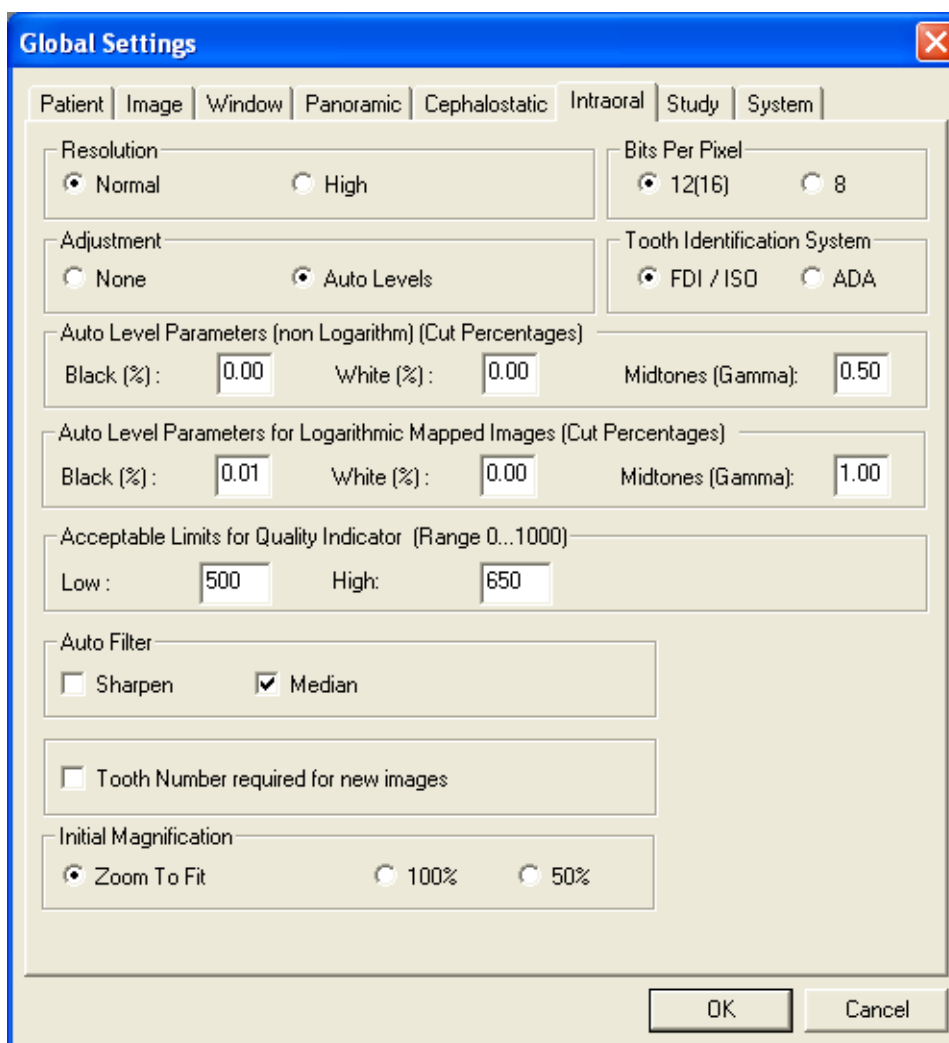 Global Settings
Patient Image Window Panoramic Cephalostatic Intraoral Study System
Resolution Bits Per Pixel
Normal High 12(16) 8
Adjustment Tooth Identification System
None Auto Levels FDI / ISO ADA
Auto Level Parameters (non Logarithm) (Cut Percentages)
Black (%) : 0.00 White (%) : 0.00 Midtones (Gamma): 0.50
Auto Level Parameters for Logarithmic Mapped Images (Cut Percentages)
Black (%) : 0.01 White (%) : 0.00 Midtones (Gamma): 1.00
Acceptable Limits for Quality Indicator (Range 0...1000)
Low : 500 High: 650
Auto Filter
Sharpen Median
Tooth Number required for new images
Initial Magnification
Zoom To Fit 100% 50%
OK Cancel